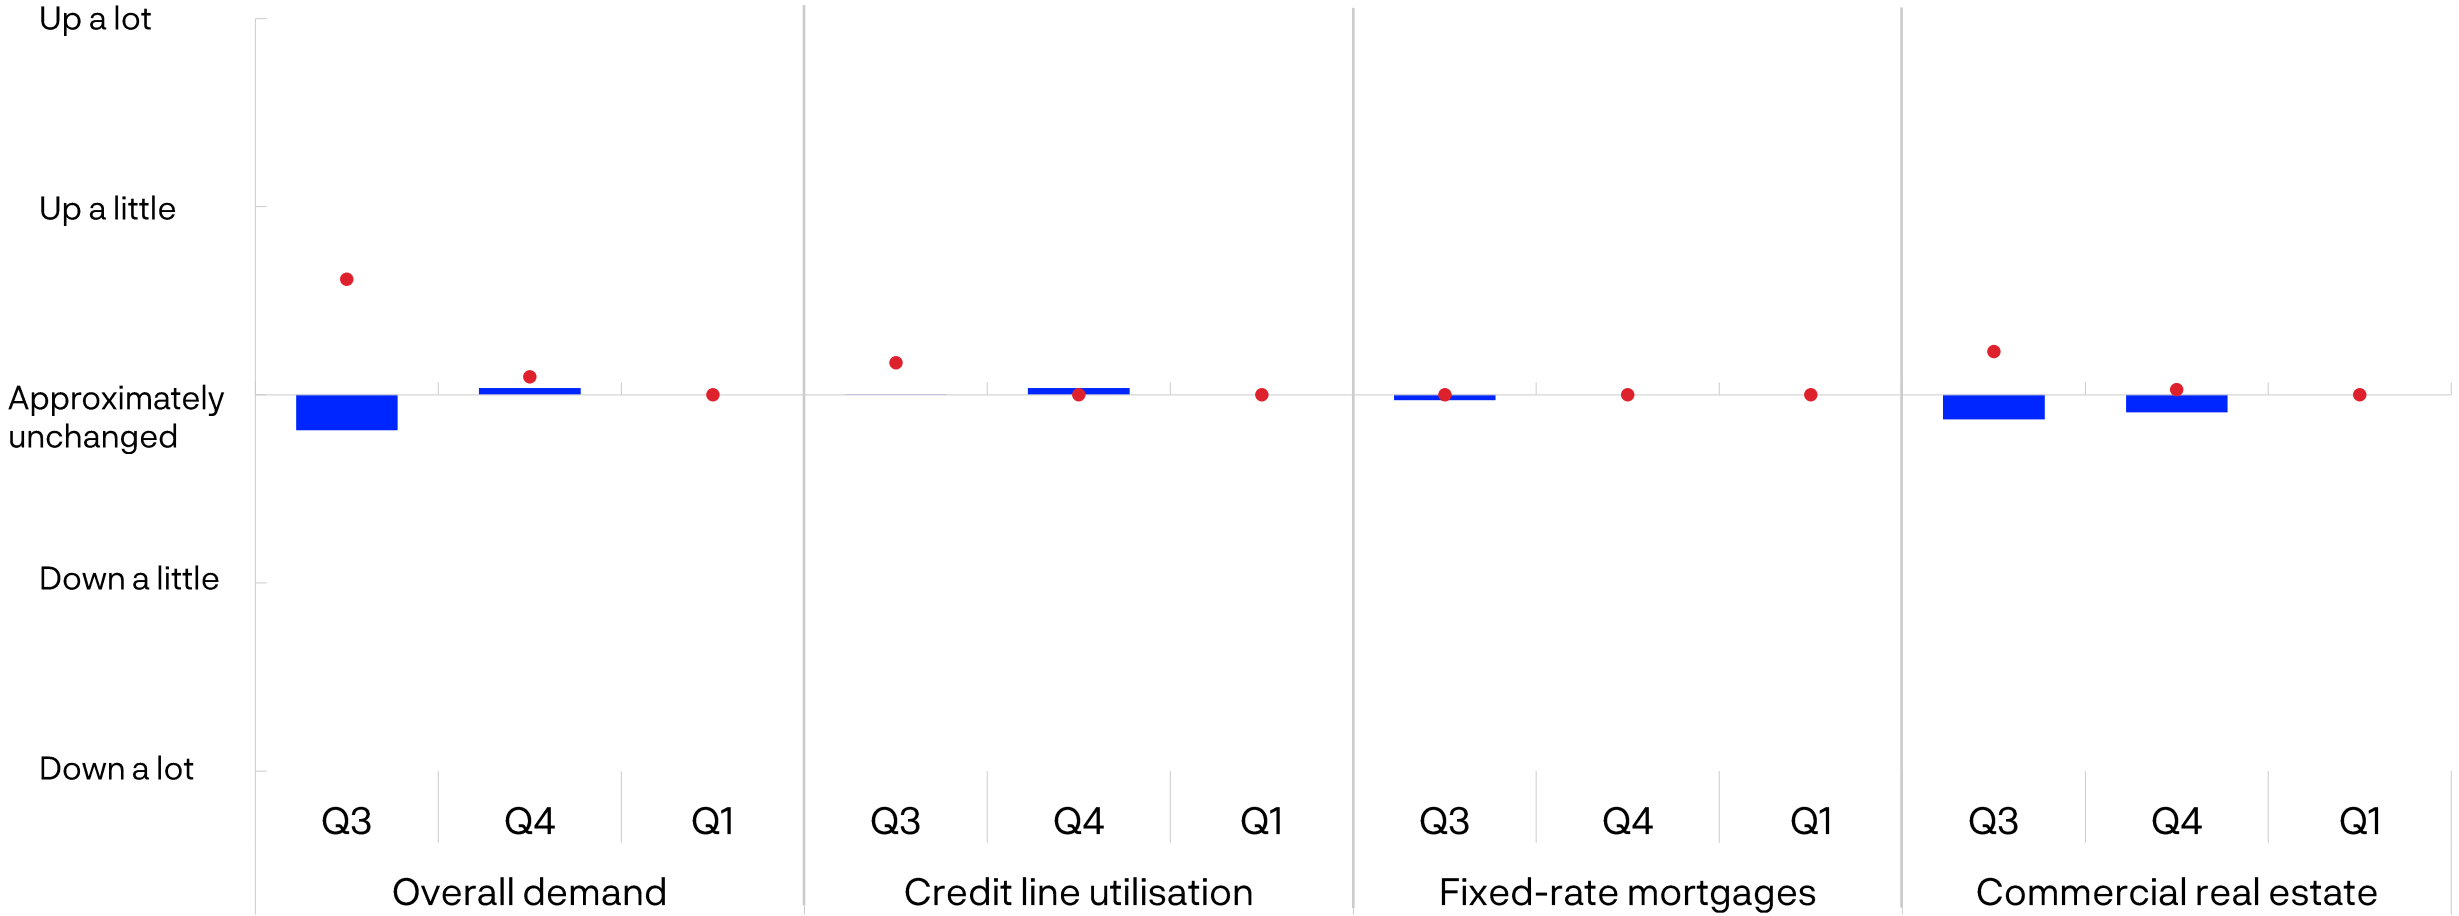 Up a lot
Up a little
Approximately
unchanged
Down a little
Down a lot
Q3 Q4 Q1 Q3 Q4 Q1 Q3 Q4 Q1 Q3 Q4 Q1
Overall demand Credit line utilisation Fixed-rate mortgages Commercial real estate